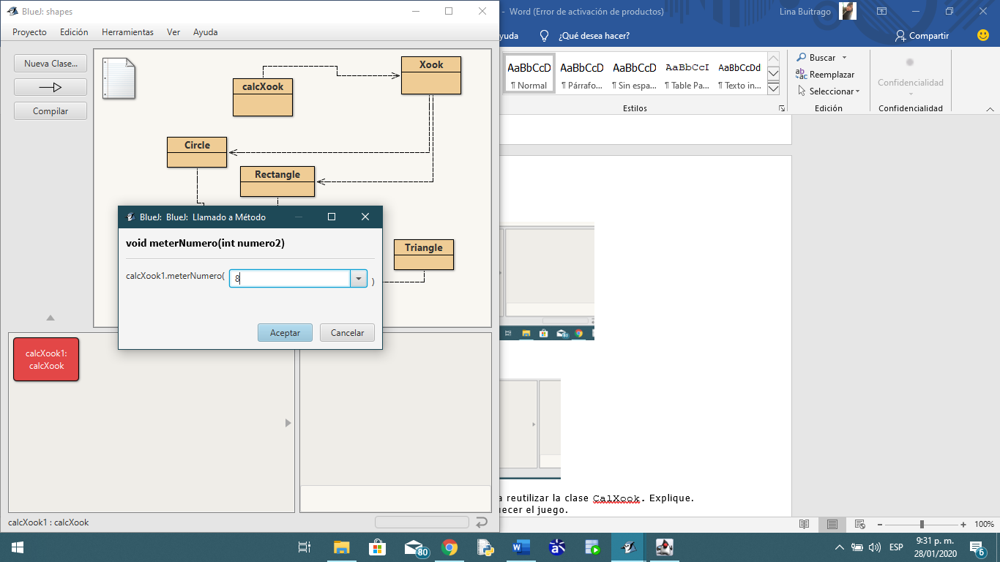 BlueJ: shapes
Proyecto Edición Herramientas Ver Ayuda
Nueva Clase...
Compilar
calcXook
Xook
Circle
Rectangle
Triangle
BlueJ: BlueJ: Llamado a Método
void meterNumero(int numero2)
calcXook1.meterNumero( 8 )
Aceptar Cancelar
calcXook1:
calcXook
calcXook1 : calcXook
- Word (Error de activación de productos) Lina Buitrago
yuda ¿Qué desea hacer? Compartir
AaBbCcD AaBbCcD AaBbCcD AaBbCcI AaBbCcDd
¶ Normal ¶ Párrafo... ¶ Sin espa... ¶ Table Pa... ¶ Texto in...
Estilos
Buscar
Reemplazar
Seleccionar
Edición
Confidencialidad
Confidencialidad
a reutilizar la clase CalXook. Explique.
uecer el juego.
100%
80
ESP
9:31 p. m.
28/01/2020
6